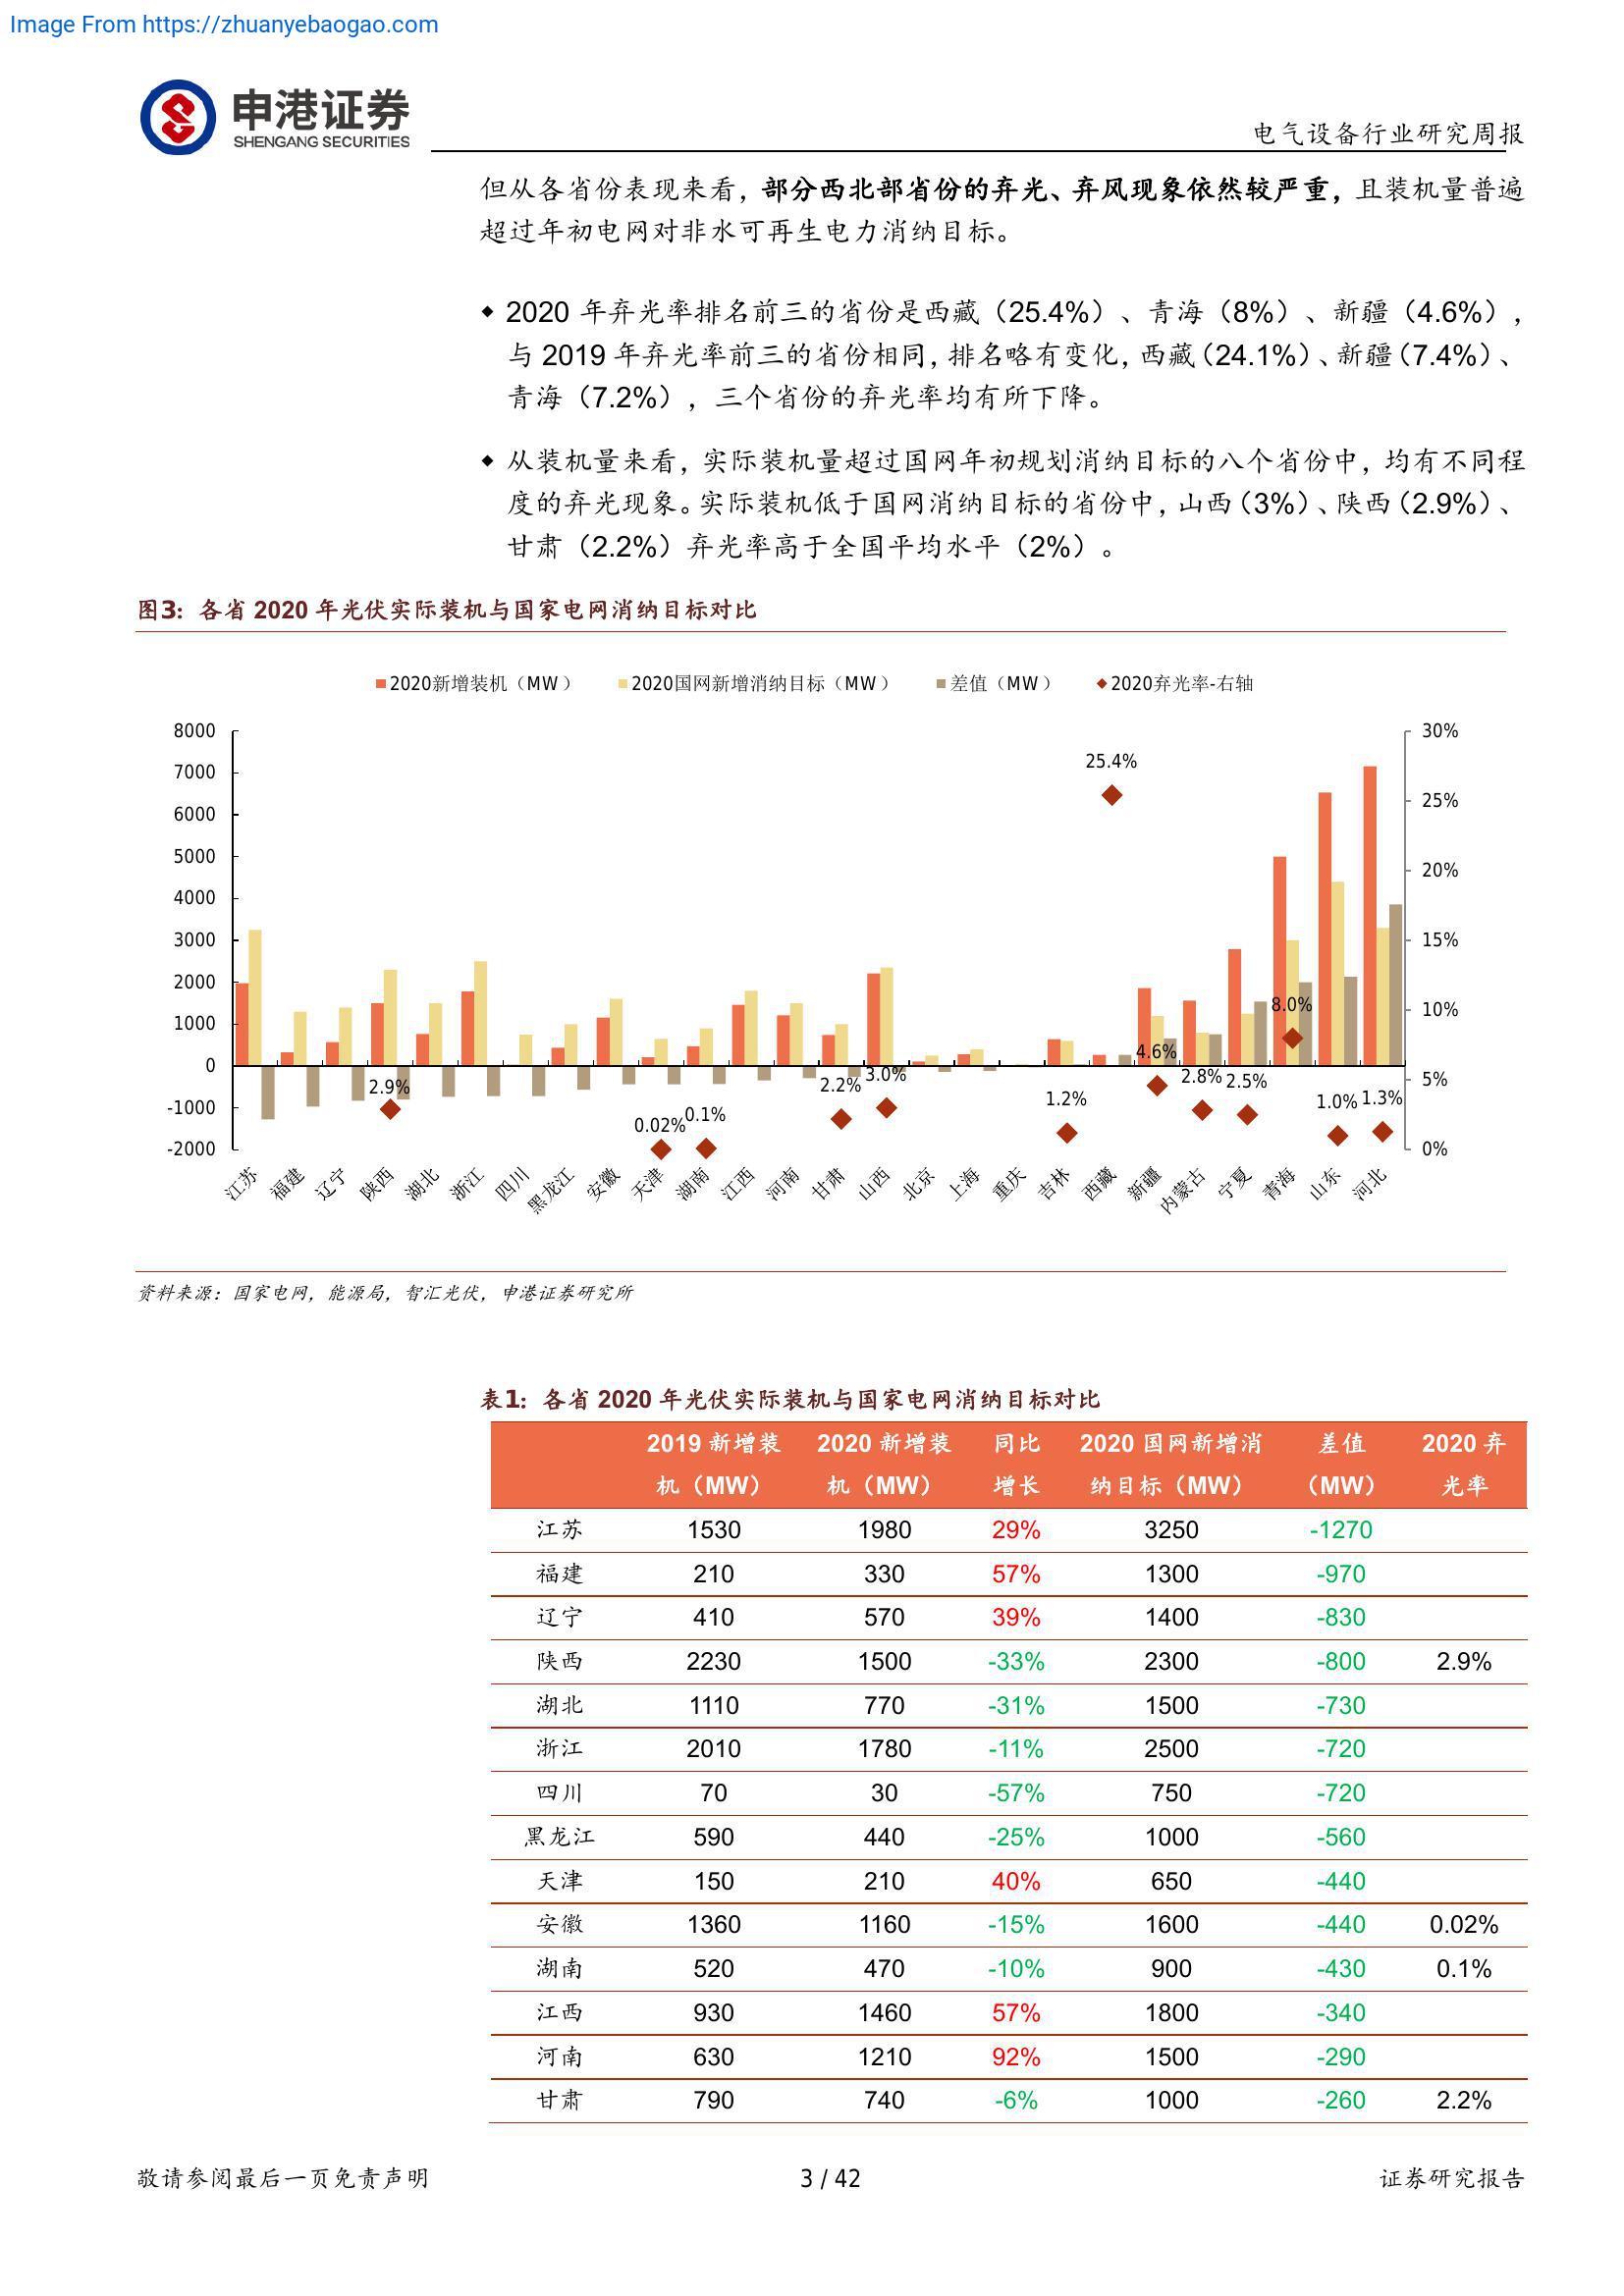 Image From https://zhuanyebaogao.com
申港证券
SHENGANG SECURITIES
电气设备行业研究周报
但从各省份表现来看，部分西北部省份的弃光、弃风现象依然较严重，且装机量普遍
超过年初电网对非水可再生电力消纳目标。
◆ 2020 年弃光率排名前三的省份是西藏（25.4%）、青海（8%）、新疆（4.6%），
与 2019 年弃光率前三的省份相同，排名略有变化，西藏（24.1%）、新疆（7.4%）、
青海（7.2%），三个省份的弃光率均有所下降。
◆ 从装机量来看，实际装机量超过国网年初规划消纳目标的八个省份中，均有不同程
度的弃光现象。实际装机低于国网消纳目标的省份中，山西（3%）、陕西（2.9%）、
甘肃（2.2%）弃光率高于全国平均水平（2%）。
图3：各省 2020 年光伏实际装机与国家电网消纳目标对比
2020新增装机（MW） 2020国网新增消纳目标（MW） 差值（MW） 2020弃光率-右轴
8000 30%
7000
25.4%
6000 25%
5000 20%
4000
3000 15%
2000
1000 10%
8.0%
0
4.6%
5%
2.9% 2.2% 3.0% 2.8% 2.5%
-1000
0.02% 0.1% 1.2% 1.0% 1.3%
-2000 0%
江苏 福建 辽宁 陕西 湖北 浙江 四川 黑龙江 安徽 天津 湖南 江西 河南 甘肃 山西 北京 上海 重庆 吉林 西藏 新疆 内蒙古 宁夏 青海 山东 河北
资料来源：国家电网，能源局，智汇光伏，申港证券研究所
表1：各省 2020 年光伏实际装机与国家电网消纳目标对比
2019 新增装 2020 新增装 同比 2020 国网新增消 差值 2020 弃
机（MW） 机（MW） 增长 纳目标（MW） （MW） 光率
江苏 1530 1980 29% 3250 -1270
福建 210 330 57% 1300 -970
辽宁 410 570 39% 1400 -830
陕西 2230 1500 -33% 2300 -800 2.9%
湖北 1110 770 -31% 1500 -730
浙江 2010 1780 -11% 2500 -720
四川 70 30 -57% 750 -720
黑龙江 590 440 -25% 1000 -560
天津 150 210 40% 650 -440
安徽 1360 1160 -15% 1600 -440 0.02%
湖南 520 470 -10% 900 -430 0.1%
江西 930 1460 57% 1800 -340
河南 630 1210 92% 1500 -290
甘肃 790 740 -6% 1000 -260 2.2%
敬请参阅最后一页免责声明 3 / 42 证券研究报告